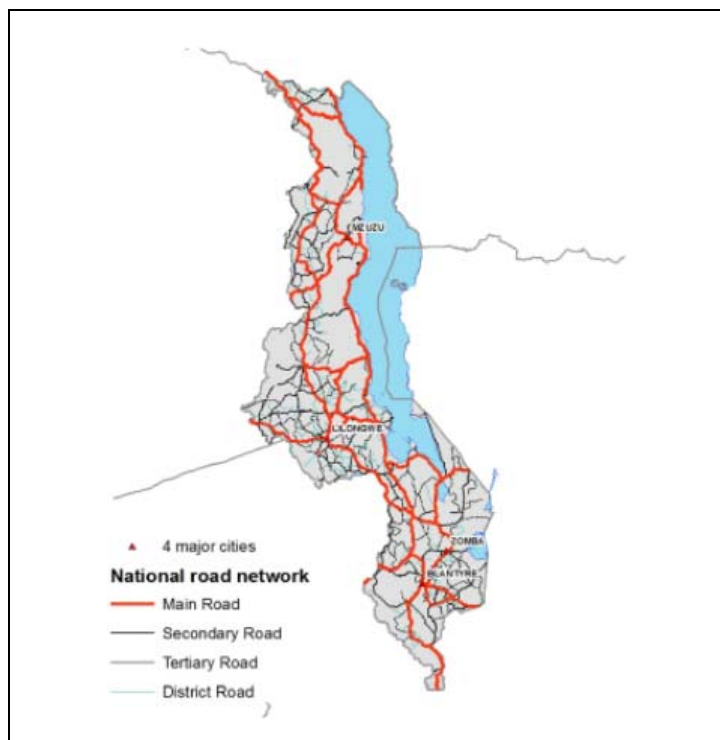 MZUZU
LILONGWE
ZOMBA
BLANTYRE
4 major cities
National road network
Main Road
Secondary Road
Tertiary Road
District Road